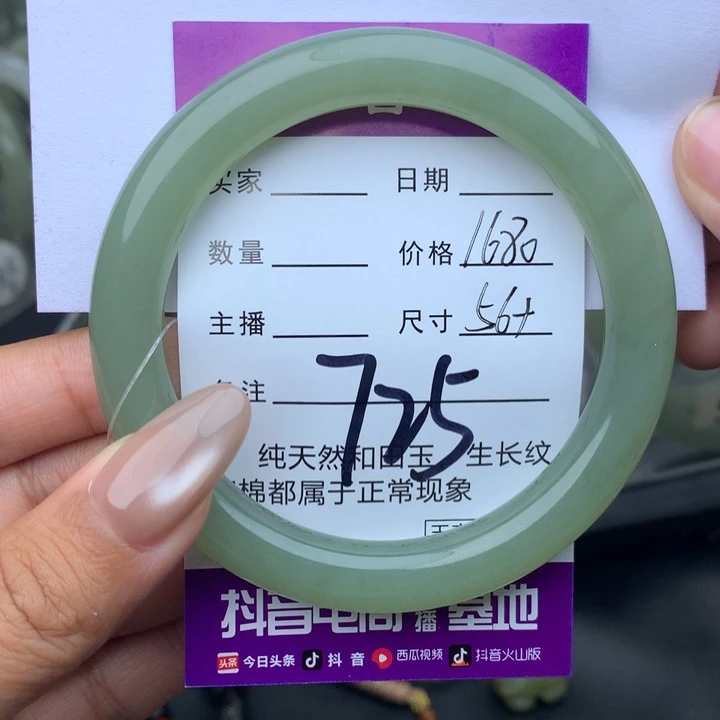 买家 日期
数量 价格 1680
主播 尺寸 56+
备注
725
纯天然和田玉，生长纹
棉都属于正常现象
抖音电商直播基地
头条 今日头条 抖音 西瓜视频 抖音火山版